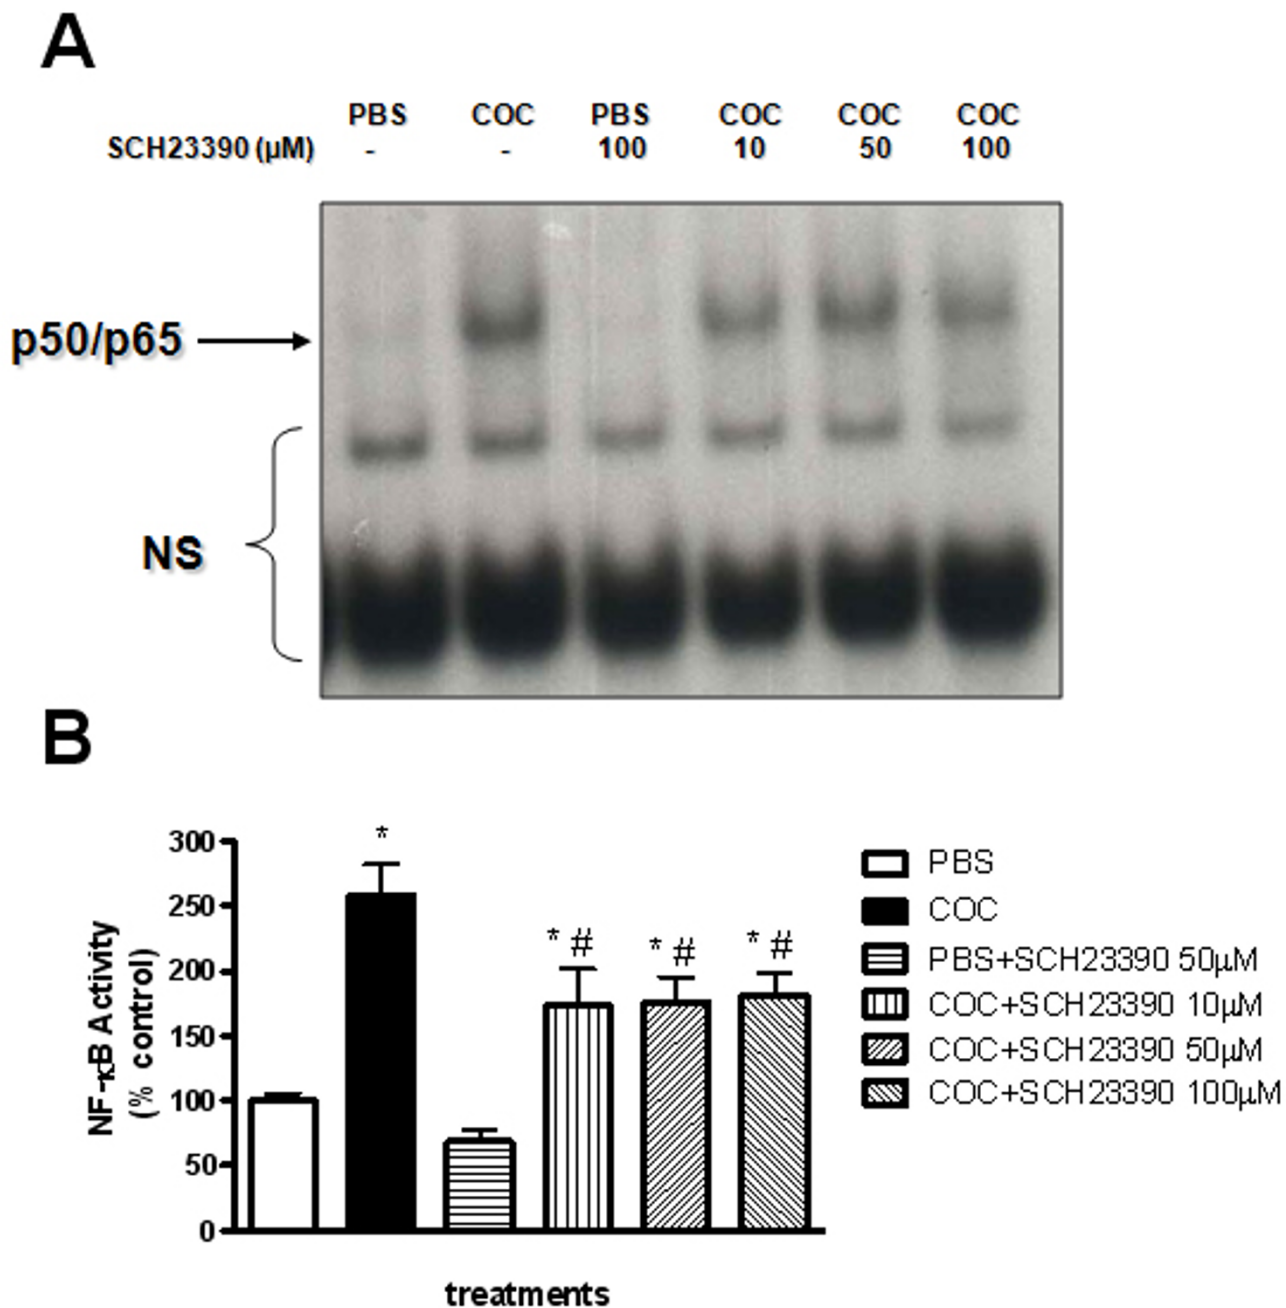 A
PBS COC PBS COC COC COC
SCH23390 (µM) - - 100 10 50 100
p50/p65
NS
B
NF-κB Activity
(% control)
300
250
200
150
100
50
0
*
* # * # * #
treatments
PBS
COC
PBS+SCH23390 50µM
COC+SCH23390 10µM
COC+SCH23390 50µM
COC+SCH23390 100µM